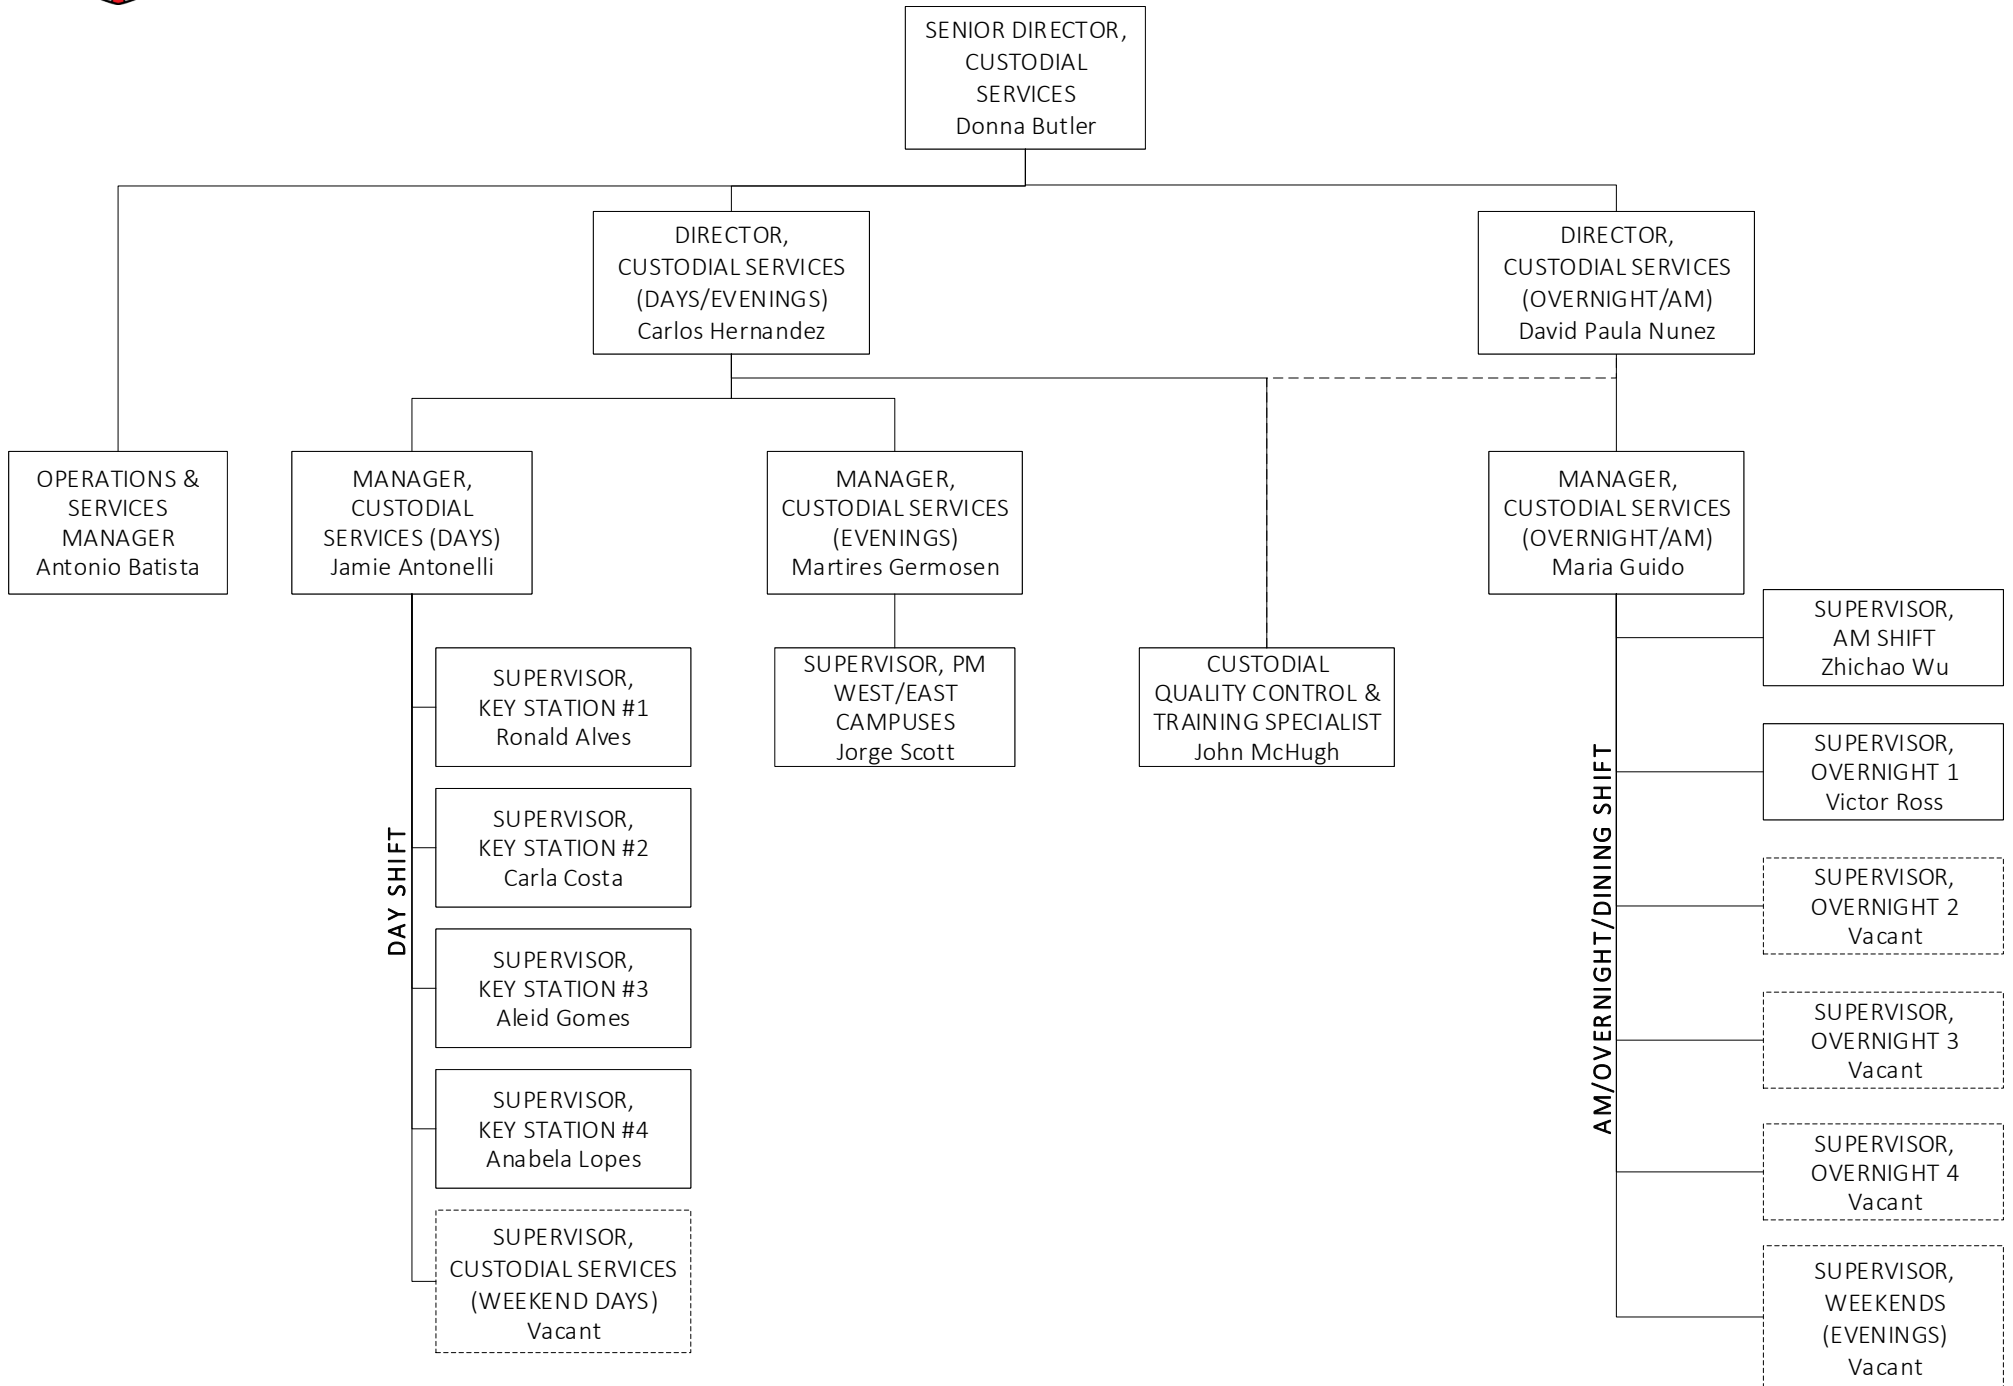 SENIOR DIRECTOR,
CUSTODIAL
SERVICES
Donna Butler
DIRECTOR,
CUSTODIAL SERVICES
(DAYS/EVENINGS)
Carlos Hernandez
DIRECTOR,
CUSTODIAL SERVICES
(OVERNIGHT/AM)
David Paula Nunez
OPERATIONS &
SERVICES
MANAGER
Antonio Batista
MANAGER,
CUSTODIAL
SERVICES (DAYS)
Jamie Antonelli
MANAGER,
CUSTODIAL SERVICES
(EVENINGS)
Martires Germosen
MANAGER,
CUSTODIAL SERVICES
(OVERNIGHT/AM)
Maria Guido
DAY SHIFT
SUPERVISOR,
KEY STATION #1
Ronald Alves
SUPERVISOR,
KEY STATION #2
Carla Costa
SUPERVISOR,
KEY STATION #3
Aleid Gomes
SUPERVISOR,
KEY STATION #4
Anabela Lopes
SUPERVISOR,
CUSTODIAL SERVICES
(WEEKEND DAYS)
Vacant
SUPERVISOR, PM
WEST/EAST
CAMPUSES
Jorge Scott
CUSTODIAL
QUALITY CONTROL &
TRAINING SPECIALIST
John McHugh
AM/OVERNIGHT/DINING SHIFT
SUPERVISOR,
AM SHIFT
Zhichao Wu
SUPERVISOR,
OVERNIGHT 1
Victor Ross
SUPERVISOR,
OVERNIGHT 2
Vacant
SUPERVISOR,
OVERNIGHT 3
Vacant
SUPERVISOR,
OVERNIGHT 4
Vacant
SUPERVISOR,
WEEKENDS
(EVENINGS)
Vacant